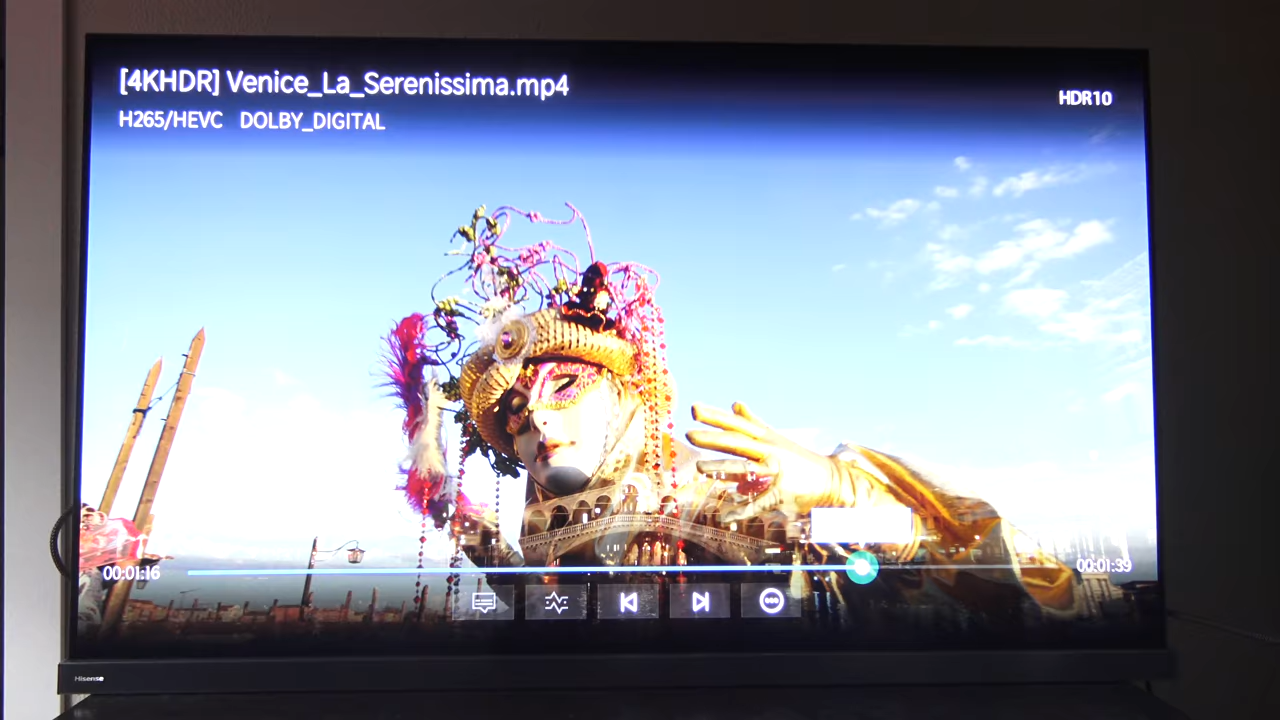 [4KHDR] Venice_La_Serenissima.mp4
HDR10
H265/HEVC DOLBY_DIGITAL
00:01:16
00:01:39
Hisense